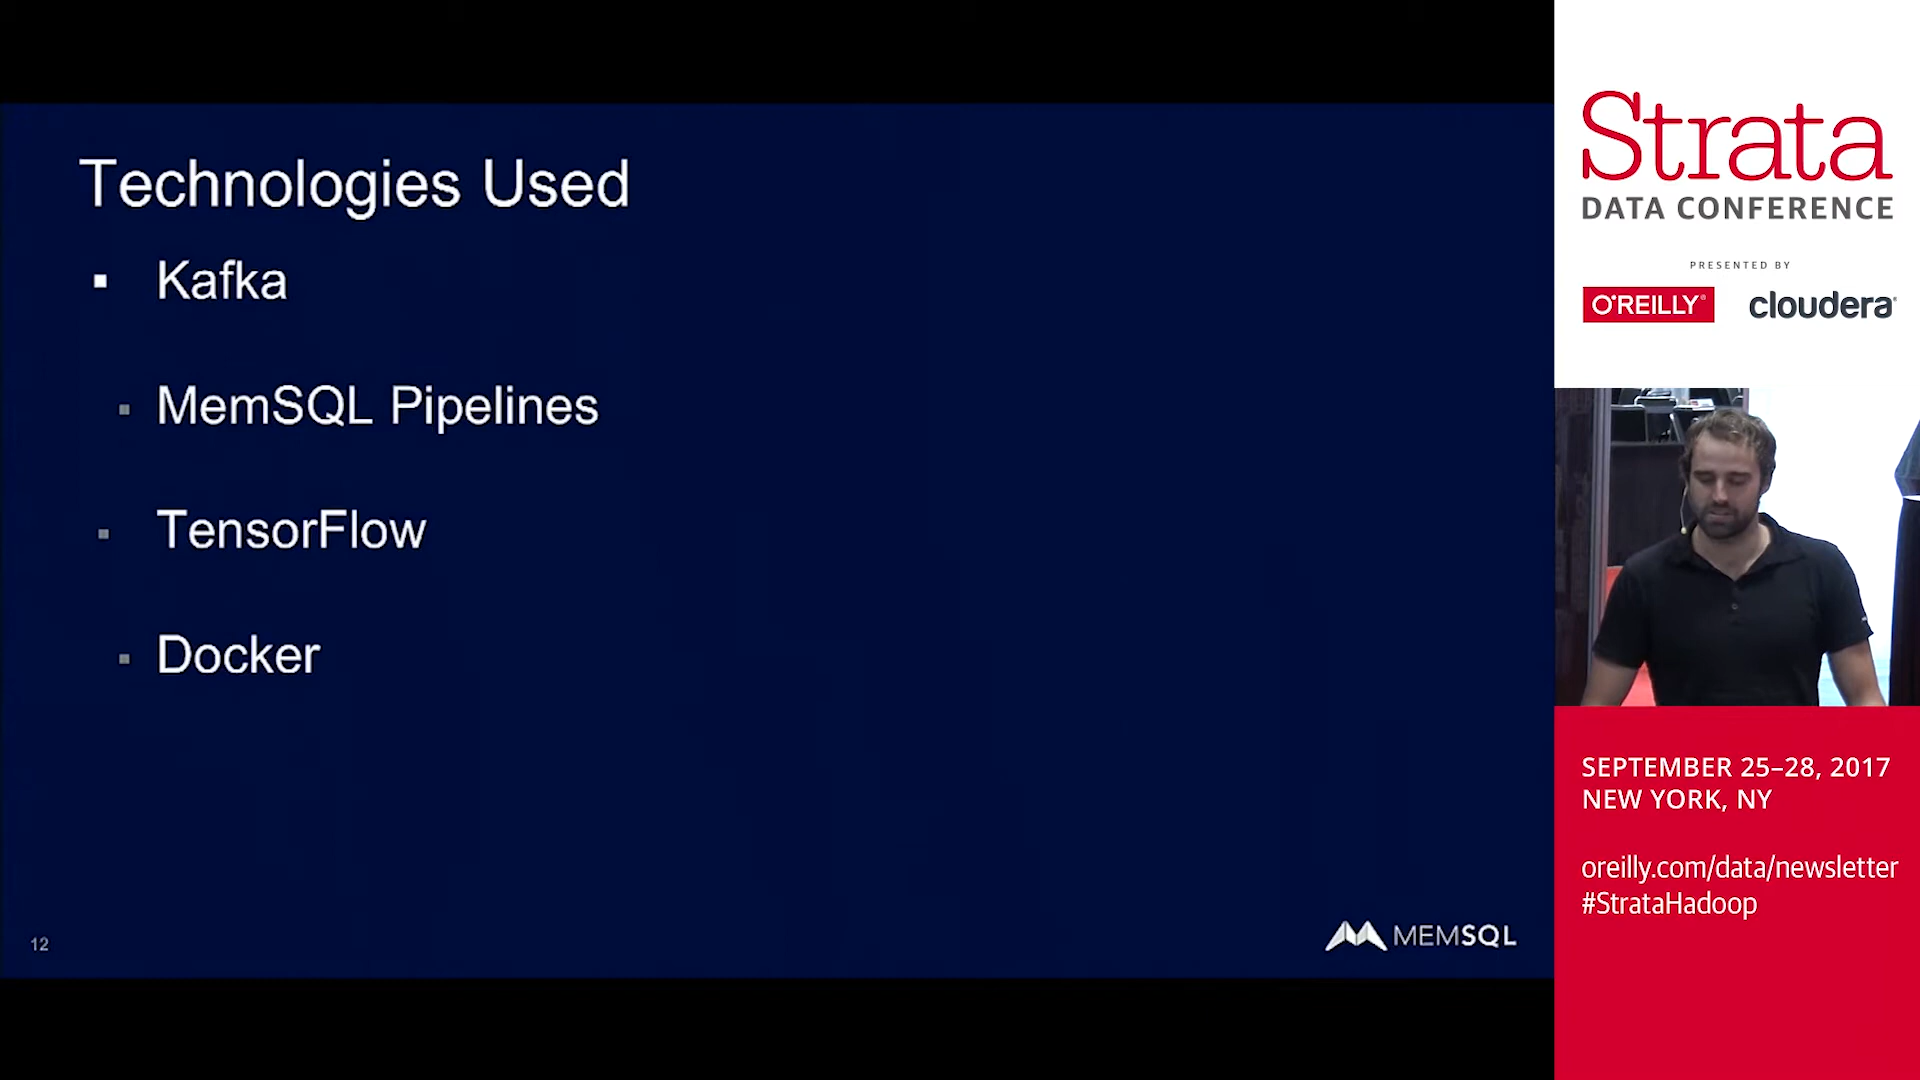 Technologies Used
Kafka
MemSQL Pipelines
TensorFlow
Docker
12
MEMSQL
Strata
DATA CONFERENCE
PRESENTED BY
O'REILLY®
cloudera®
SEPTEMBER 25–28, 2017
NEW YORK, NY
oreilly.com/data/newsletter
#StrataHadoop